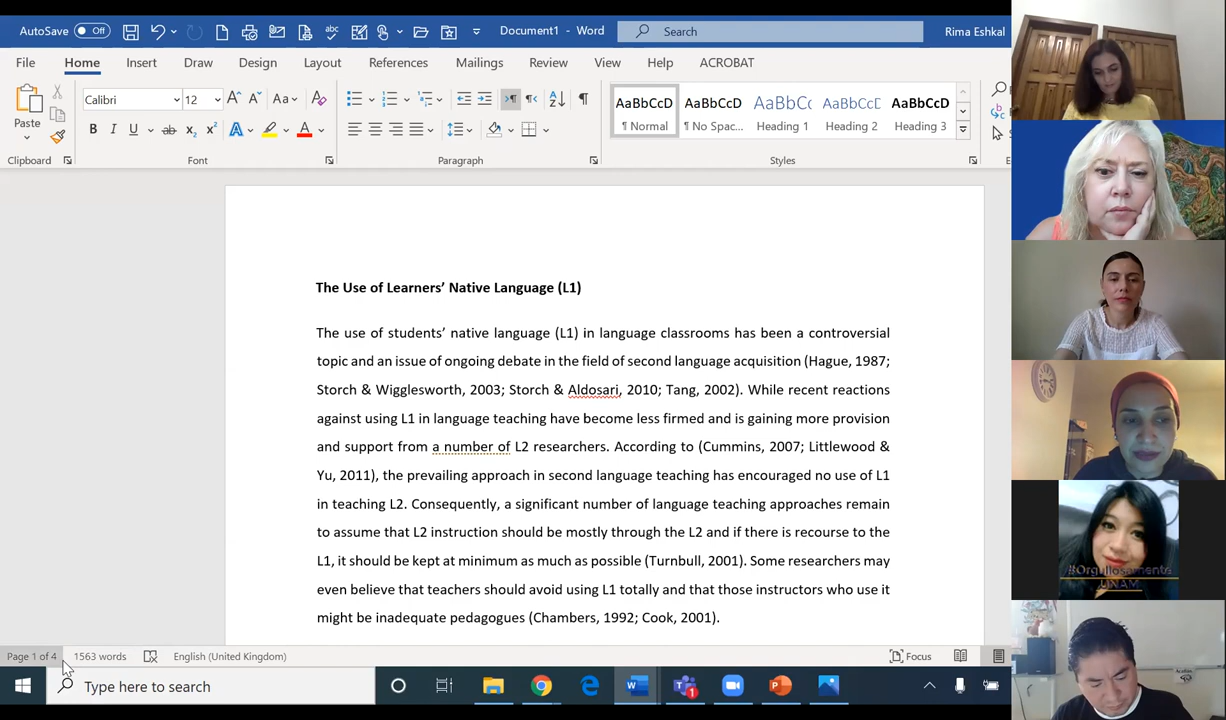 AutoSave Off Document1 - Word Search Rima Eshkal
File Home Insert Draw Design Layout References Mailings Review View Help ACROBAT
Paste Calibri 12 Aa AaBbCcD AaBbCcD AaBbCc AaBbCcD AaBbCcD
B I U ab x2 x2 A A ¶ Normal ¶ No Spac... Heading 1 Heading 2 Heading 3
Clipboard Font Paragraph Styles
The Use of Learners' Native Language (L1)
The use of students' native language (L1) in language classrooms has been a controversial
topic and an issue of ongoing debate in the field of second language acquisition (Hague, 1987;
Storch & Wigglesworth, 2003; Storch & Aldosari, 2010; Tang, 2002). While recent reactions
against using L1 in language teaching have become less firmed and is gaining more provision
and support from a number of L2 researchers. According to (Cummins, 2007; Littlewood &
Yu, 2011), the prevailing approach in second language teaching has encouraged no use of L1
in teaching L2. Consequently, a significant number of language teaching approaches remain
to assume that L2 instruction should be mostly through the L2 and if there is recourse to the
L1, it should be kept at minimum as much as possible (Turnbull, 2001). Some researchers may
even believe that teachers should avoid using L1 totally and that those instructors who use it
might be inadequate pedagogues (Chambers, 1992; Cook, 2001).
Page 1 of 4 1563 words English (United Kingdom) Focus
Type here to search 1
#Orgullosamente
UNAM